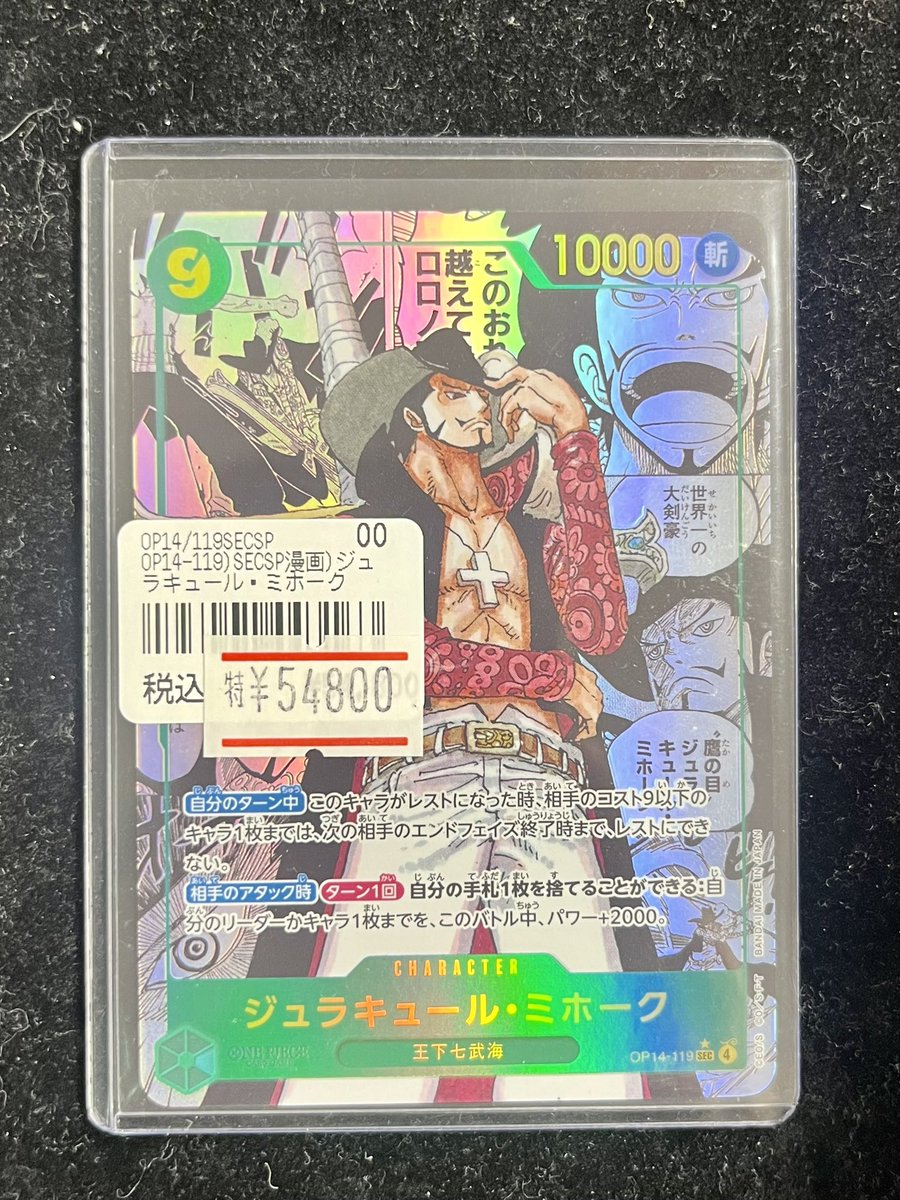 9
10000
斬
このおれ
越えて
ロロノ
世界一の
大剣豪
OP14/119SECSP 00
OP14-119)SECSP漫画)ジュ
ラキュール・ミホーク
税込
特¥54800
は
"鷹の目
ジュラ
キュー
ミホー
自分のターン中 このキャラがレストになった時、相手のコスト9以下の
キャラ1枚までは、次の相手のエンドフェイズ終了時まで、レストにでき
ない。
相手のアタック時 ターン1回 自分の手札1枚を捨てることができる:自
分のリーダーかキャラ1枚までを、このバトル中、パワー+2000。
CHARACTER
ジュラキュール・ミホーク
ONE PIECE
王下七武海
OP14-119 SEC 4
BANDAI MADE IN JAPAN